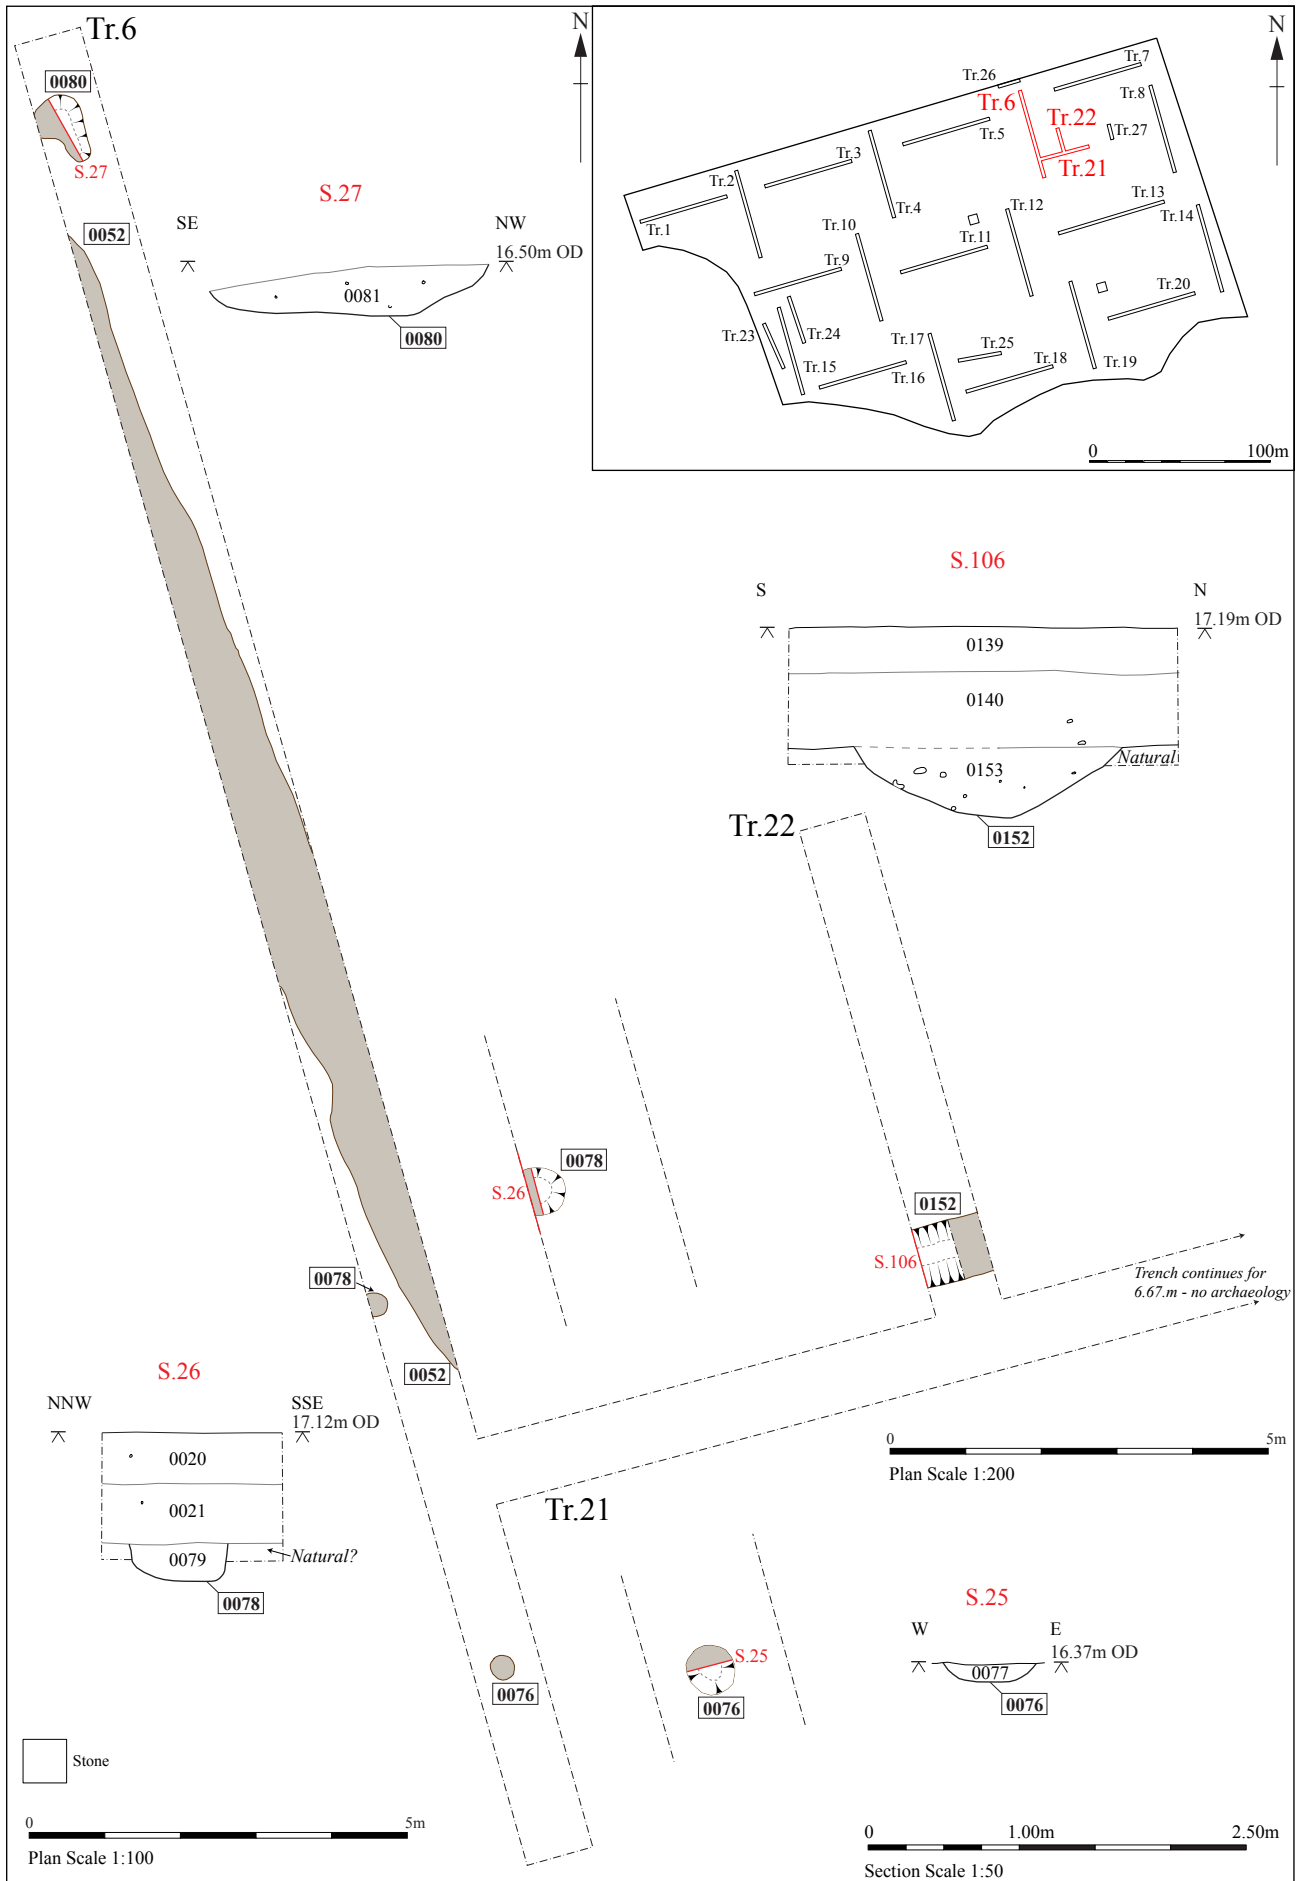 Tr.6
N
0080
S.27
0052
S.27
SE
NW
16.50m OD
0081
0080
N
Tr.26
Tr.7
Tr.6
Tr.8
Tr.22
Tr.5
Tr.27
Tr.3
Tr.21
Tr.2
Tr.13
Tr.12
Tr.4
Tr.14
Tr.1
Tr.10
Tr.11
Tr.9
Tr.20
Tr.23
Tr.24
Tr.17
Tr.25
Tr.15
Tr.16
Tr.18
Tr.19
0
100m
S.106
S
N
17.19m OD
0139
0140
0153
Natural
0152
Tr.22
0078
S.26
0152
S.106
Trench continues for
6.67.m - no archaeology
0078
0052
S.26
NNW
SSE
17.12m OD
0020
0021
0079
Natural?
0078
0
5m
Plan Scale 1:200
Tr.21
S.25
0076
0076
S.25
W
E
16.37m OD
0077
0076
Stone
0
5m
Plan Scale 1:100
0
1.00m
2.50m
Section Scale 1:50